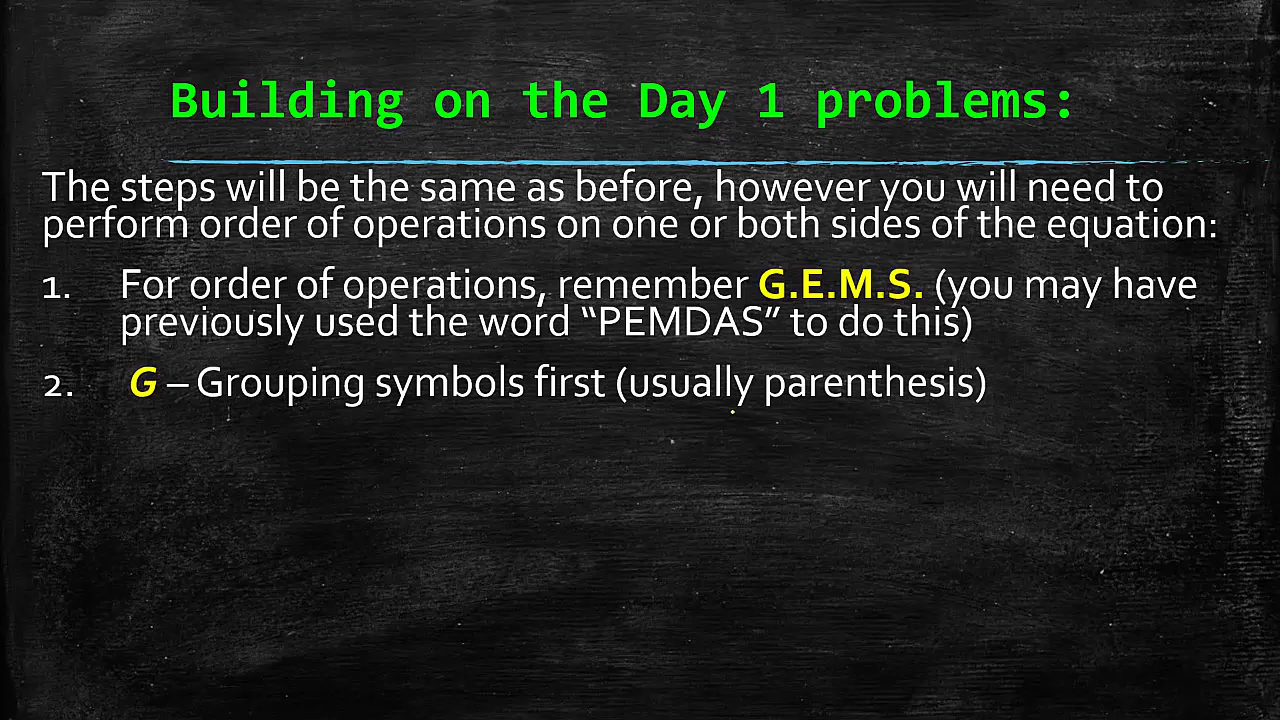 Building on the Day 1 problems:
The steps will be the same as before, however you will need to
perform order of operations on one or both sides of the equation:
1. For order of operations, remember G.E.M.S. (you may have
previously used the word “PEMDAS” to do this)
2. G – Grouping symbols first (usually parenthesis)